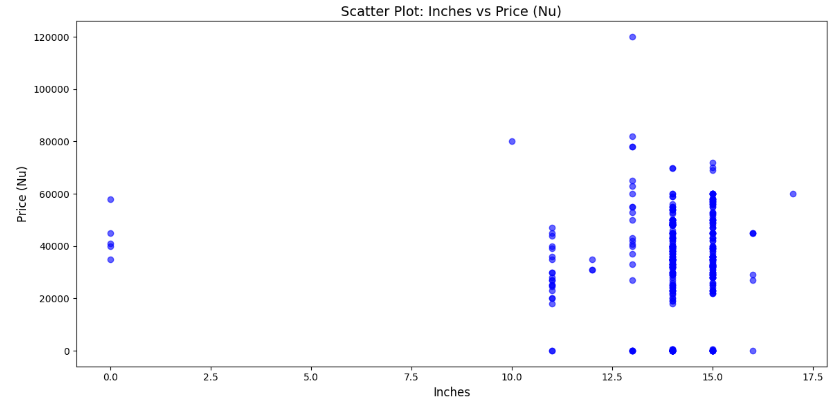 Scatter Plot: Inches vs Price (Nu)
Price (Nu)
120000
100000
80000
60000
40000
20000
0
0.0 2.5 5.0 7.5 10.0 12.5 15.0 17.5
Inches